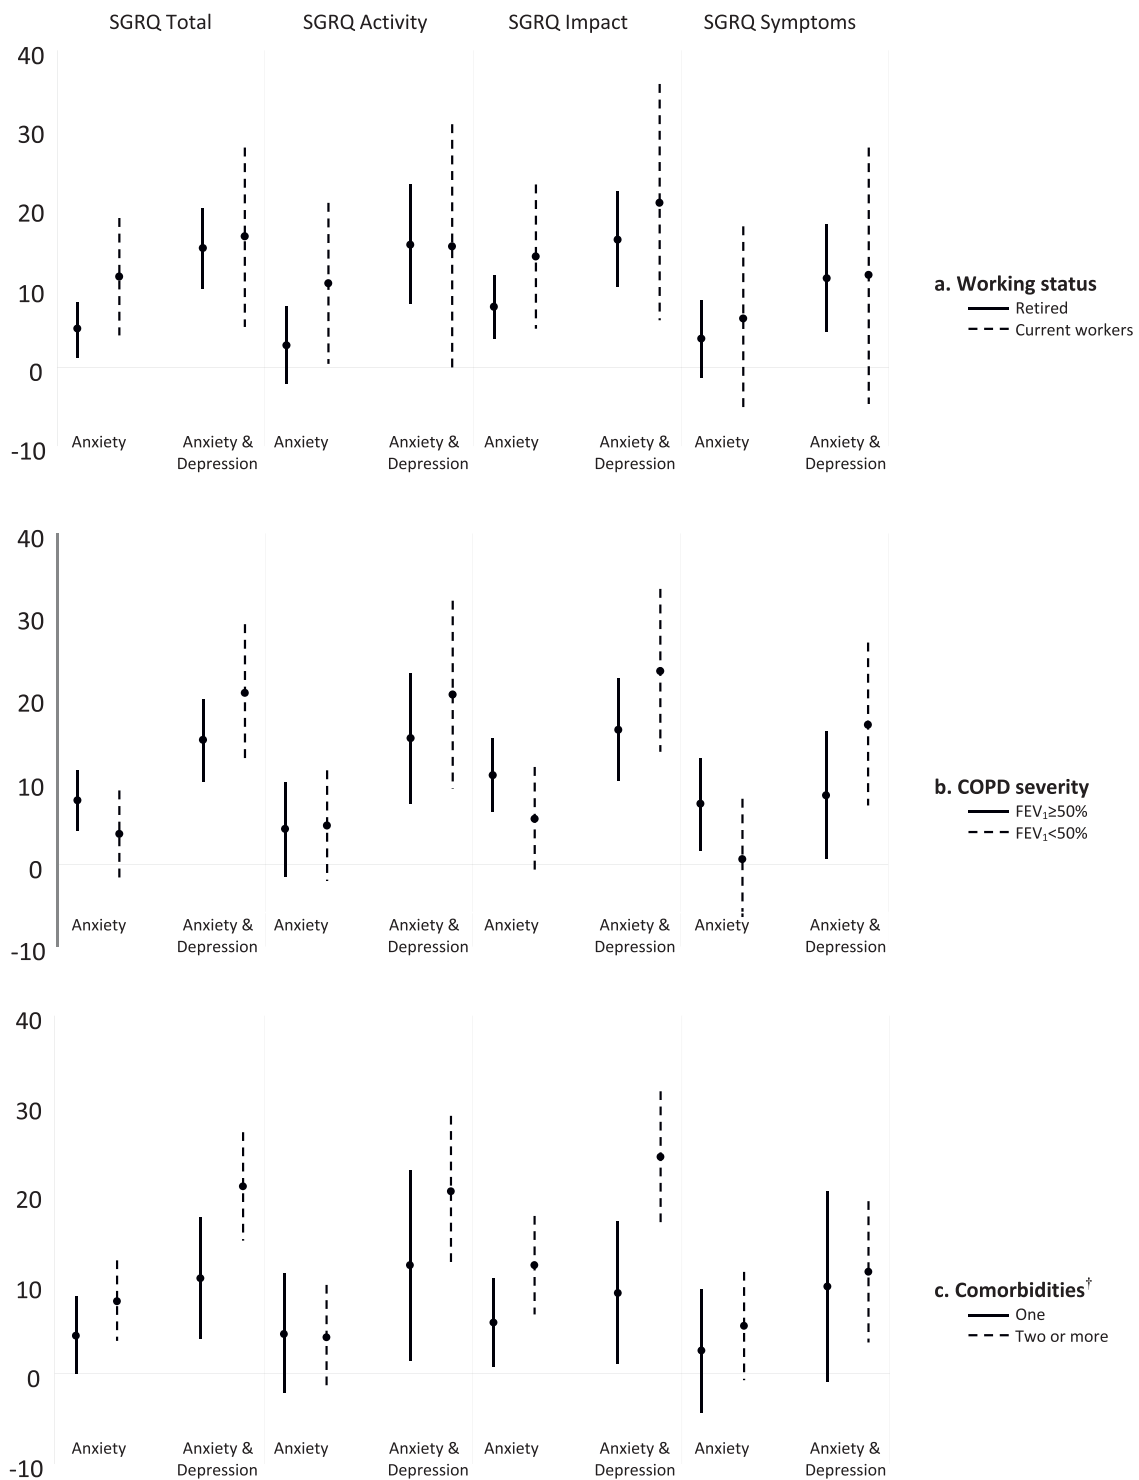 SGRQ Total SGRQ Activity SGRQ Impact SGRQ Symptoms
40
30
20
10
0
-10
Anxiety Anxiety & Anxiety Anxiety & Anxiety Anxiety & Anxiety Anxiety &
Depression Depression Depression Depression
a. Working status
Retired
Current workers
40
30
20
10
0
-10
Anxiety Anxiety & Anxiety Anxiety & Anxiety Anxiety & Anxiety Anxiety &
Depression Depression Depression Depression
b. COPD severity
FEV₁≥50%
FEV₁<50%
40
30
20
10
0
-10
Anxiety Anxiety & Anxiety Anxiety & Anxiety Anxiety & Anxiety Anxiety &
Depression Depression Depression Depression
c. Comorbidities†
One
Two or more